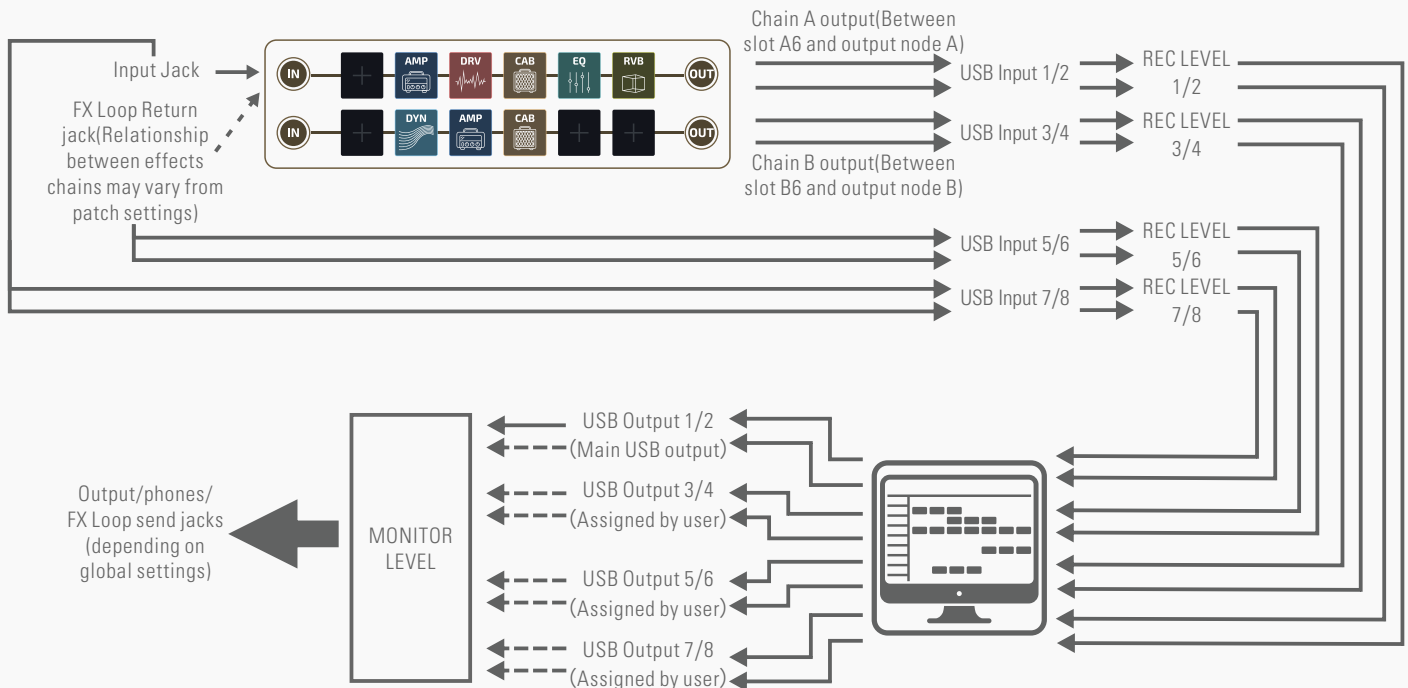 Chain A output(Between
slot A6 and output node A)
Input Jack
IN
AMP
DRV
CAB
EQ
RVB
OUT
USB Input 1/2
REC LEVEL
1/2
FX Loop Return
jack(Relationship
between effects
chains may vary from
patch settings)
IN
DYN
AMP
CAB
OUT
USB Input 3/4
REC LEVEL
3/4
Chain B output(Between
slot B6 and output node B)
USB Input 5/6
REC LEVEL
5/6
USB Input 7/8
REC LEVEL
7/8
USB Output 1/2
(Main USB output)
USB Output 3/4
(Assigned by user)
USB Output 5/6
(Assigned by user)
USB Output 7/8
(Assigned by user)
MONITOR
LEVEL
Output/phones/
FX Loop send jacks
(depending on
global settings)